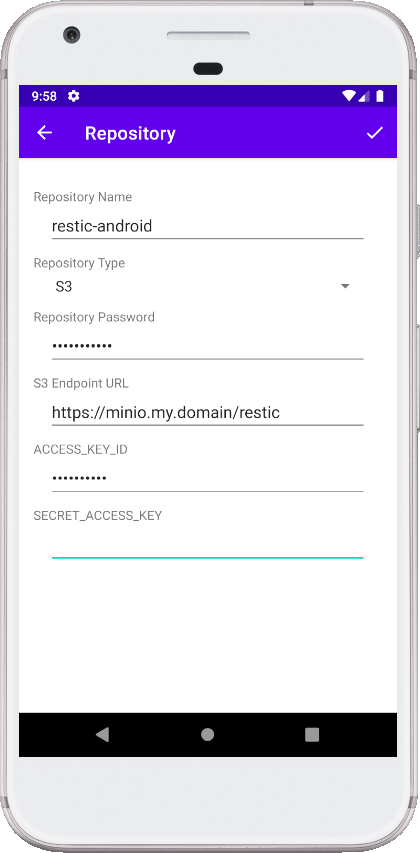 9:58
Repository
Repository Name
restic-android
Repository Type
S3
Repository Password
•••••••••••
S3 Endpoint URL
https://minio.my.domain/restic
ACCESS_KEY_ID
••••••••••
SECRET_ACCESS_KEY